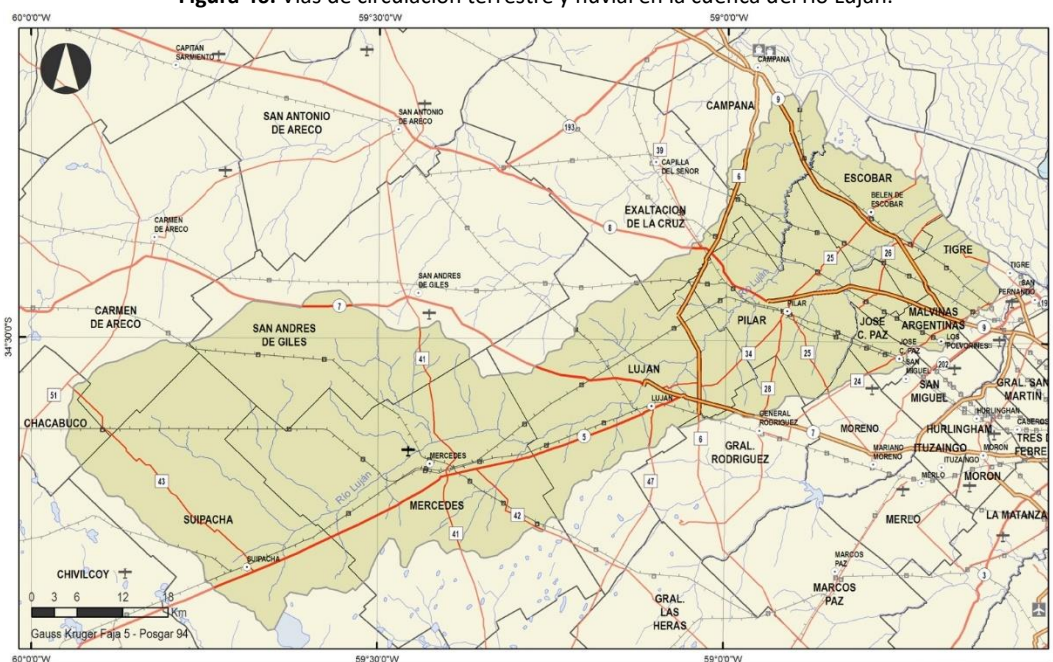 Figura 48. Vías de circulación terrestre y fluvial en la cuenca del río Luján.
60°0'0"W
59°30'0"W
59°0'0"W
CAPITAN
SARMIENTO
CAMPANA
CAMPANA
9
SAN ANTONIO
DE ARECO
SAN ANTONIO
DE ARECO
193
39
CAPILLA
DEL SEÑOR
6
ESCOBAR
BELEN DE
ESCOBAR
EXALTACION
DE LA CRUZ
8
CARMEN
DE ARECO
25
26
TIGRE
TIGRE
SAN
FERNANDO
SAN ANDRES
DE GILES
Río Luján
7
CARMEN
DE ARECO
SAN ANDRES
DE GILES
PILAR
PILAR
JOSE
C. PAZ
MALVINAS
ARGENTINAS
9
34°30'0"S
LOS
POLVORINES
JOSE
C. PAZ
SAN
MIGUEL
202
41
34
25
24
28
LUJAN
LUJAN
SAN
MIGUEL
GRAL. SAN
MARTIN
51
CHACABUCO
5
6
GENERAL
RODRIGUEZ
7
MORENO
HURLINGHAN
HURLINGHAM
CASEROS
TRES D
FEBRE
GRAL.
RODRIGUEZ
MARIANO
MORENO
ITUZAINGO
ITUZAINGO
MORON
MORON
MERLO
MERCEDES
Río Luján
43
47
MERCEDES
SUIPACHA
42
41
MERLO
LA MATANZA
SUIPACHA
MARCOS
PAZ
MARCOS
PAZ
3
CHIVILCOY
GRAL.
LAS
HERAS
0 3 6 12 18
Km
Gauss Kruger Faja 5 - Posgar 94
60°0'0"W
59°30'0"W
59°0'0"W